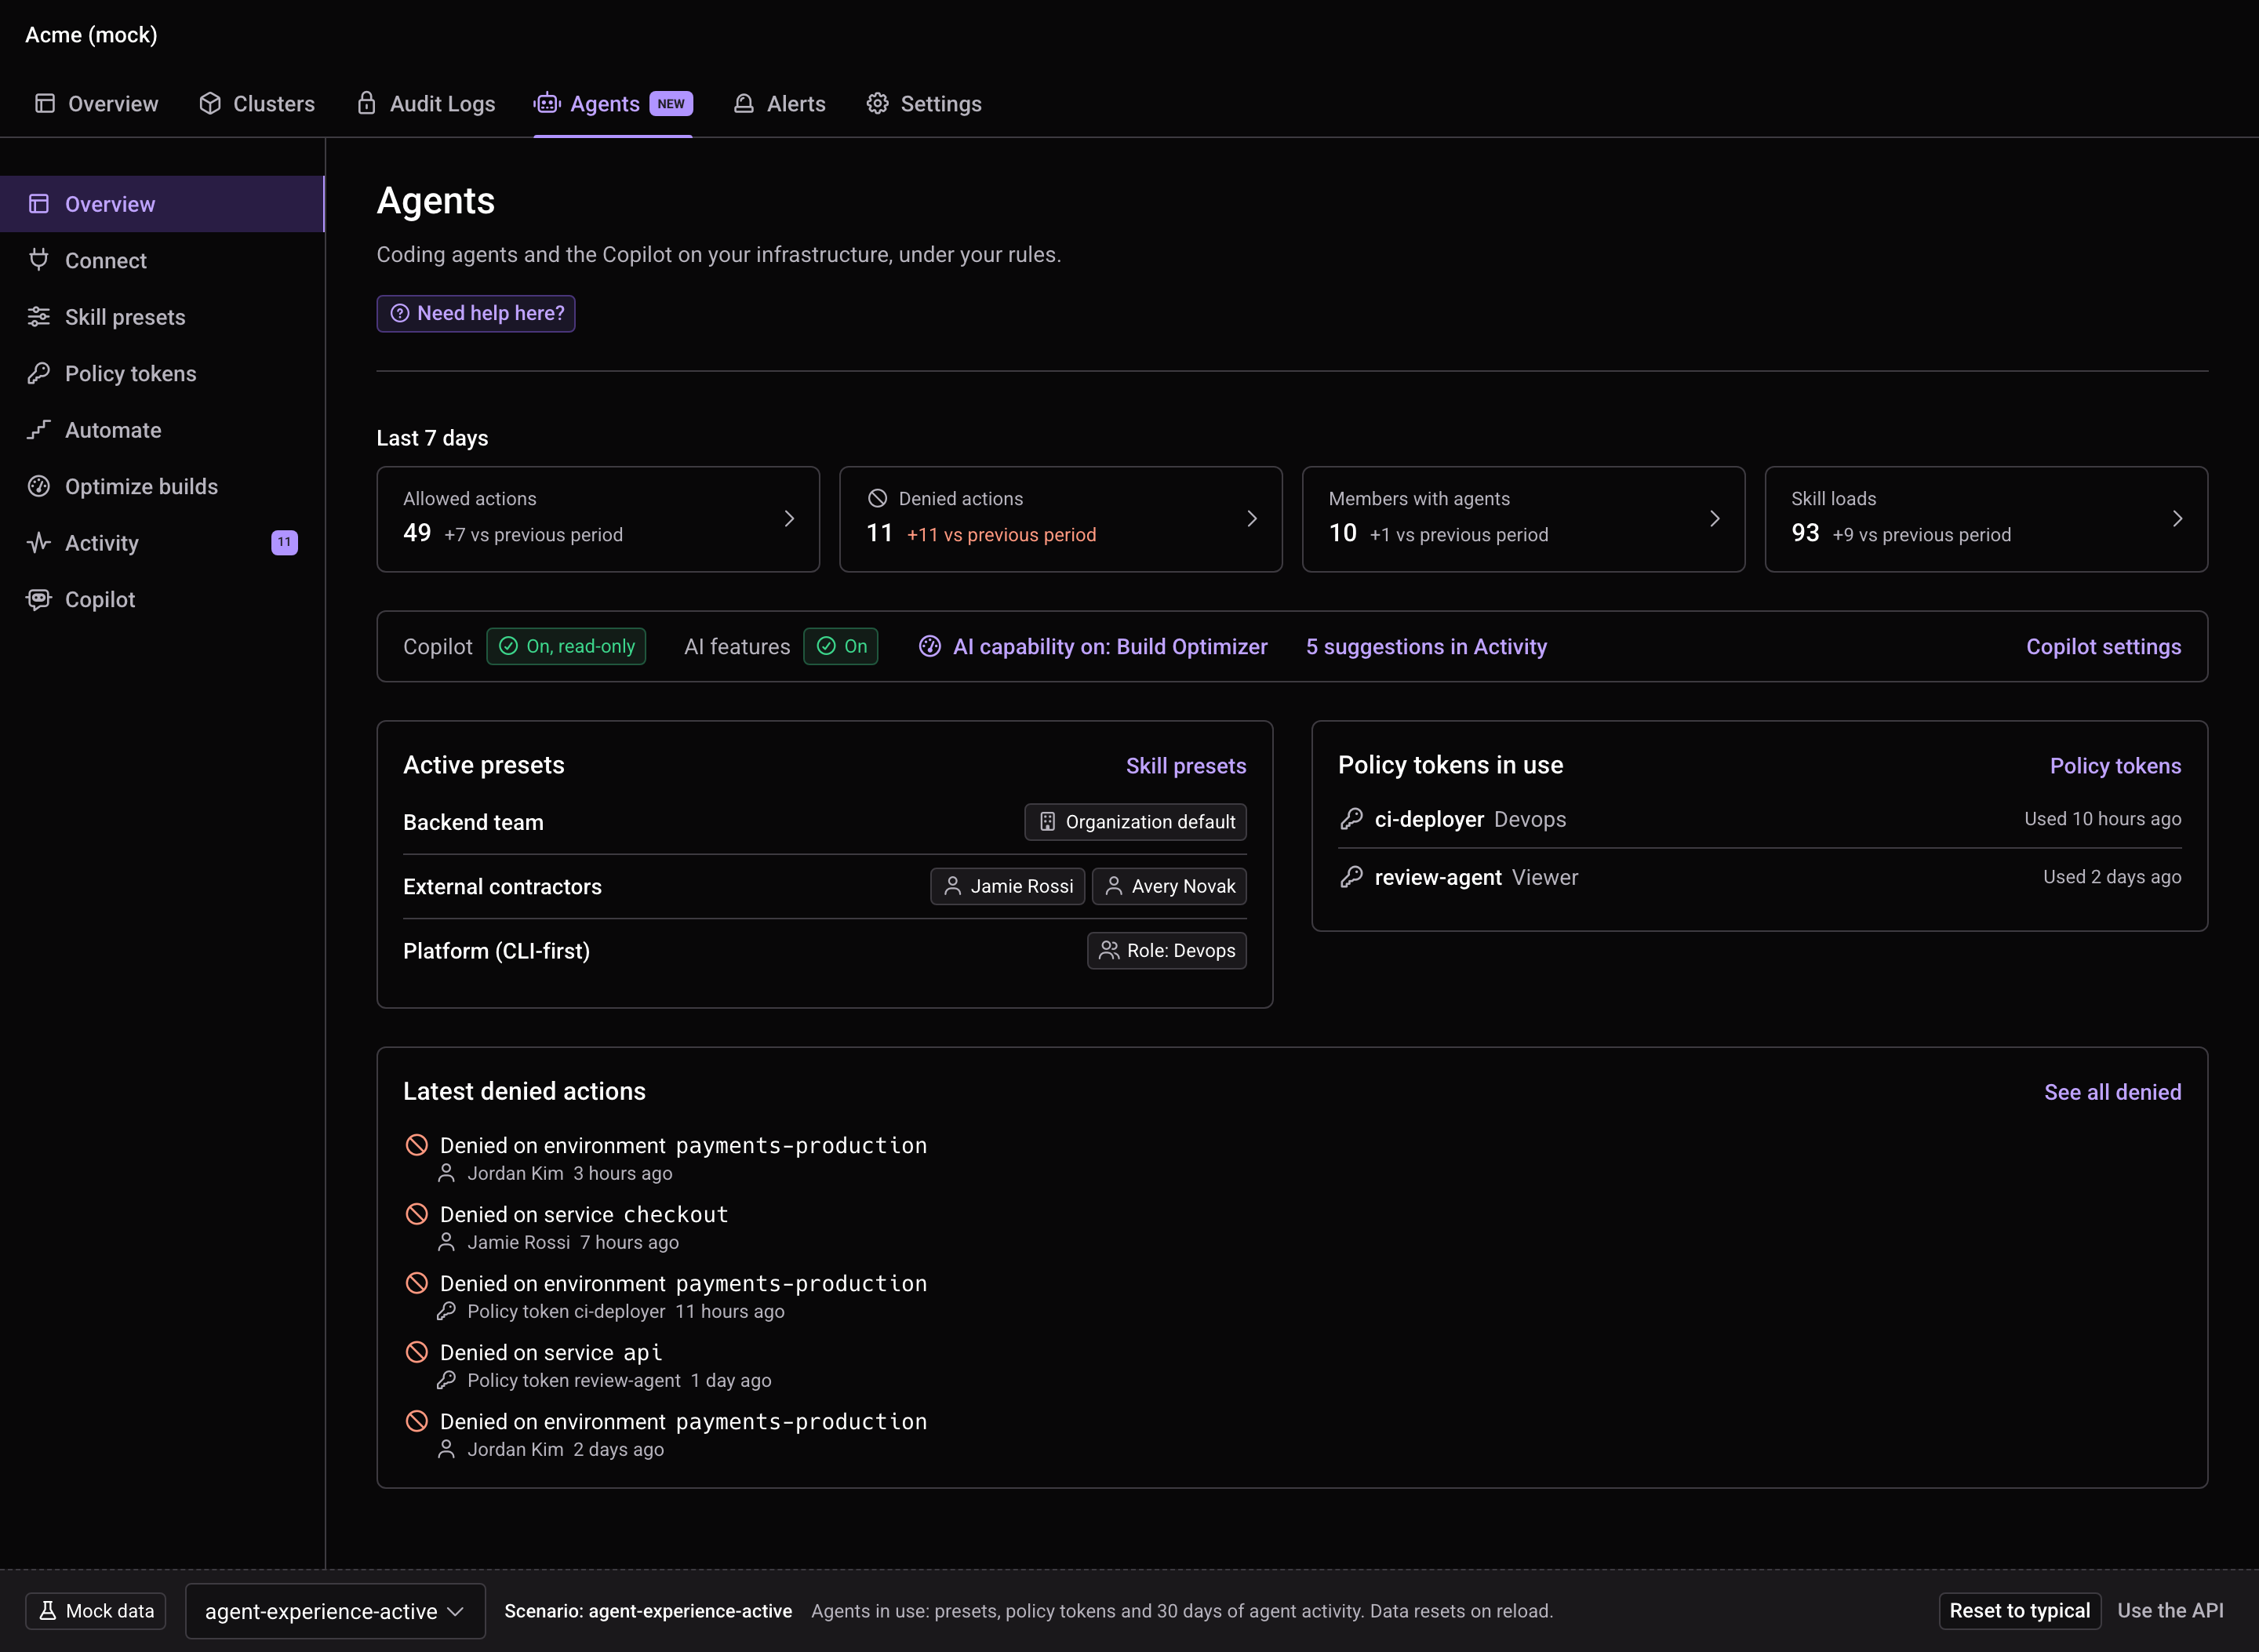 Acme (mock)
Overview
Clusters
Audit Logs
Agents NEW
Alerts
Settings
Overview
Connect
Skill presets
Policy tokens
Automate
Optimize builds
Activity 11
Copilot
Agents
Coding agents and the Copilot on your infrastructure, under your rules.
Need help here?
Last 7 days
Allowed actions
49 +7 vs previous period
Denied actions
11 +11 vs previous period
Members with agents
10 +1 vs previous period
Skill loads
93 +9 vs previous period
Copilot On, read-only AI features On AI capability on: Build Optimizer 5 suggestions in Activity Copilot settings
Active presets Skill presets
Backend team Organization default
External contractors Jamie Rossi Avery Novak
Platform (CLI-first) Role: Devops
Policy tokens in use Policy tokens
ci-deployer Devops Used 10 hours ago
review-agent Viewer Used 2 days ago
Latest denied actions See all denied
Denied on environment payments-production
Jordan Kim 3 hours ago
Denied on service checkout
Jamie Rossi 7 hours ago
Denied on environment payments-production
Policy token ci-deployer 11 hours ago
Denied on service api
Policy token review-agent 1 day ago
Denied on environment payments-production
Jordan Kim 2 days ago
Mock data agent-experience-active Scenario: agent-experience-active Agents in use: presets, policy tokens and 30 days of agent activity. Data resets on reload. Reset to typical Use the API